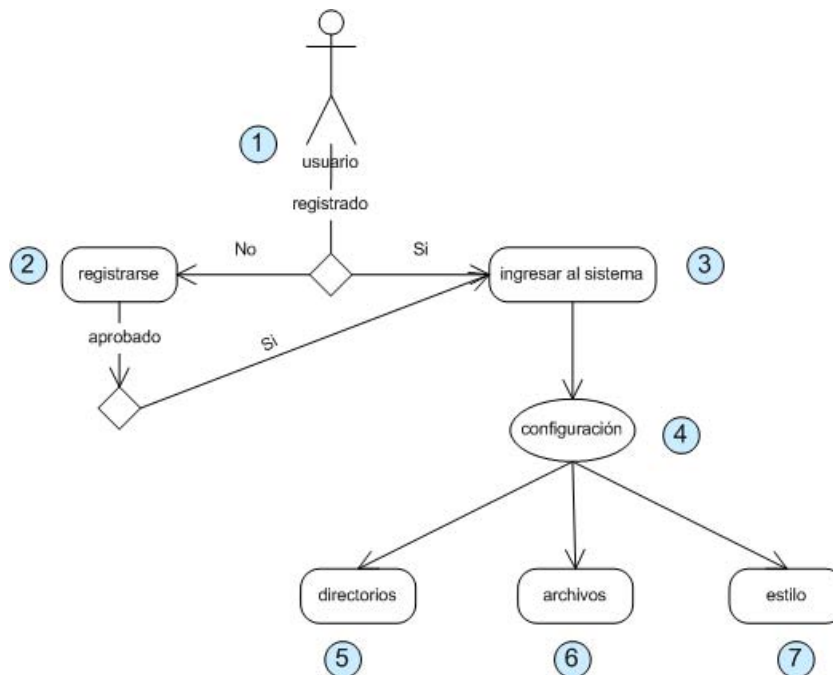 1
usuario
registrado
No
Si
2
registrarse
ingresar al sistema
3
aprobado
Si
configuración
4
directorios
archivos
estilo
5
6
7